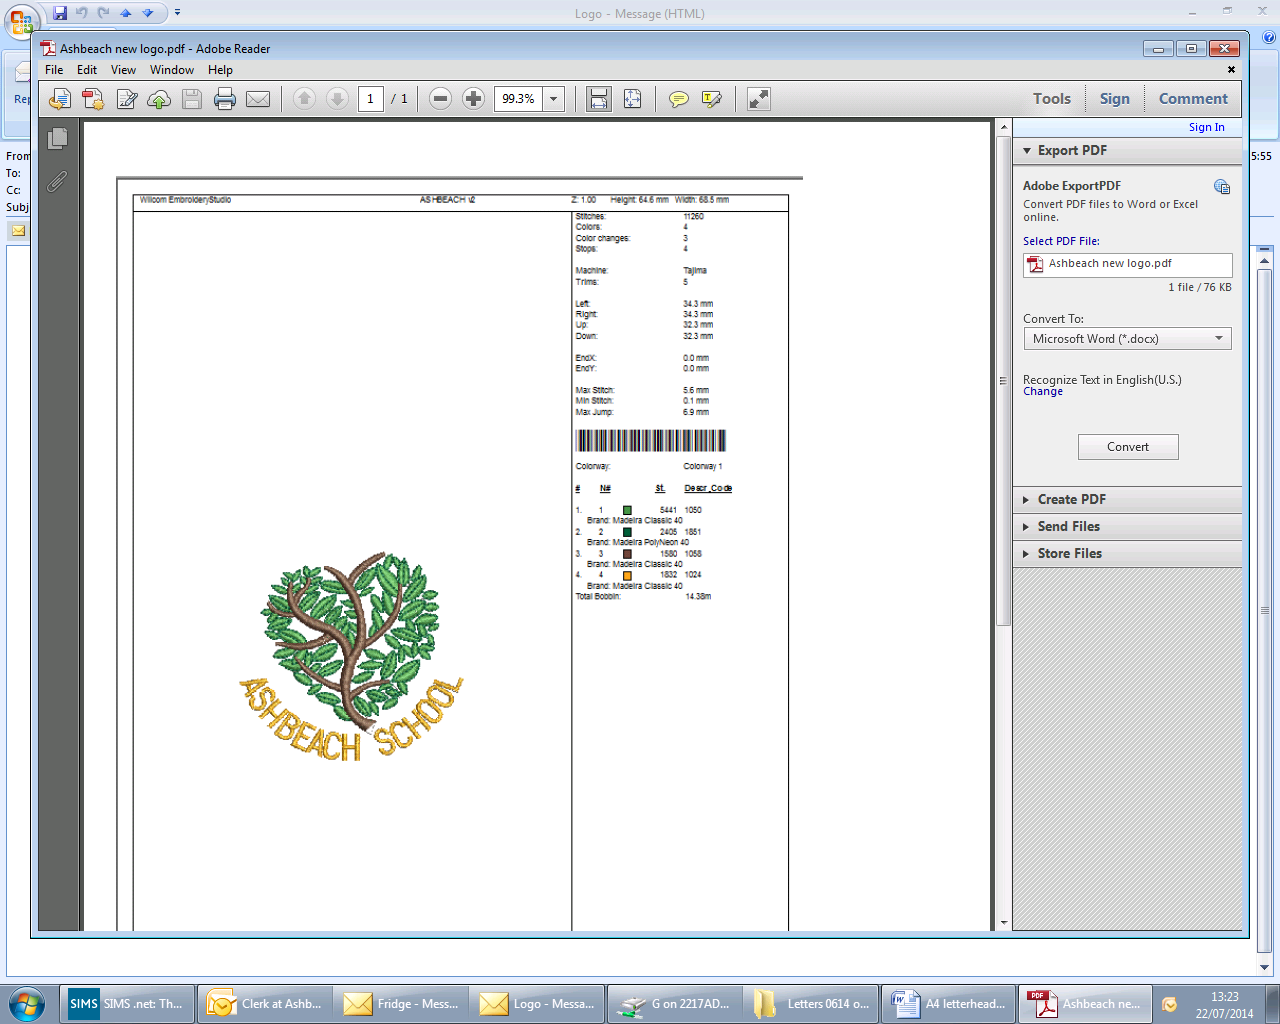 Logo - Message (HTML)
Ashbeach new logo.pdf - Adobe Reader
File Edit View Window Help
1 / 1 99.3% Tools Sign Comment
Sign In
From
To:
Cc:
Subj
5:55
Wilcom EmbroideryStudio ASHBEACH v2 Z: 1.00 Height: 64.6 mm Width: 68.5 mm
Stitches: 11260
Colors: 4
Color changes: 3
Stops: 4
Machine: Tajima
Trims: 5
Left: 34.3 mm
Right: 34.3 mm
Up: 32.3 mm
Down: 32.3 mm
EndX: 0.0 mm
EndY: 0.0 mm
Max Stitch: 5.6 mm
Min Stitch: 0.1 mm
Max Jump: 6.9 mm
Colorway: Colorway 1
# N# St. Descr_Code
1. 1 5441 1050
Brand: Madeira Classic 40
2. 2 2405 1851
Brand: Madeira PolyNeon 40
3. 3 1580 1058
Brand: Madeira Classic 40
4. 4 1832 1024
Brand: Madeira Classic 40
Total Bobbin: 14.38m
ASHBEACH SCHOOL
Export PDF
Adobe ExportPDF
Convert PDF files to Word or Excel
online.
Select PDF File:
Ashbeach new logo.pdf
1 file / 76 KB
Convert To:
Microsoft Word (*.docx)
Recognize Text in English(U.S.)
Change
Convert
Create PDF
Send Files
Store Files
SIMS SIMS .net: Th...
Clerk at Ashb...
Fridge - Mess...
Logo - Messa...
G on 2217AD...
Letters 0614 o...
A4 letterhead...
PDF Ashbeach ne...
13:23
22/07/2014